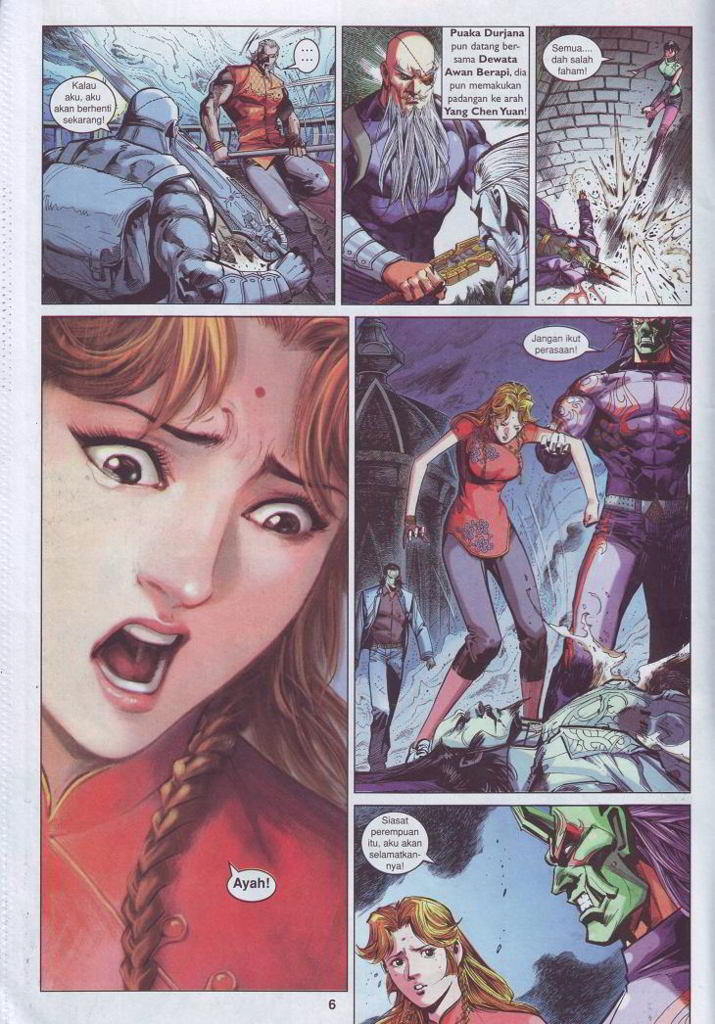 Kalau
aku, aku
akan berhenti
sekarang!
...
Puaka Durjana
pun datang ber-
sama Dewata
Awan Berapi, dia
pun memakukan
padangan ke arah
Yang Chen Yuan!
Semua....
dah salah
faham!
Ayah!
Jangan ikut
perasaan!
Siasat
perempuan
itu, aku akan
selamatkan-
nya!
6